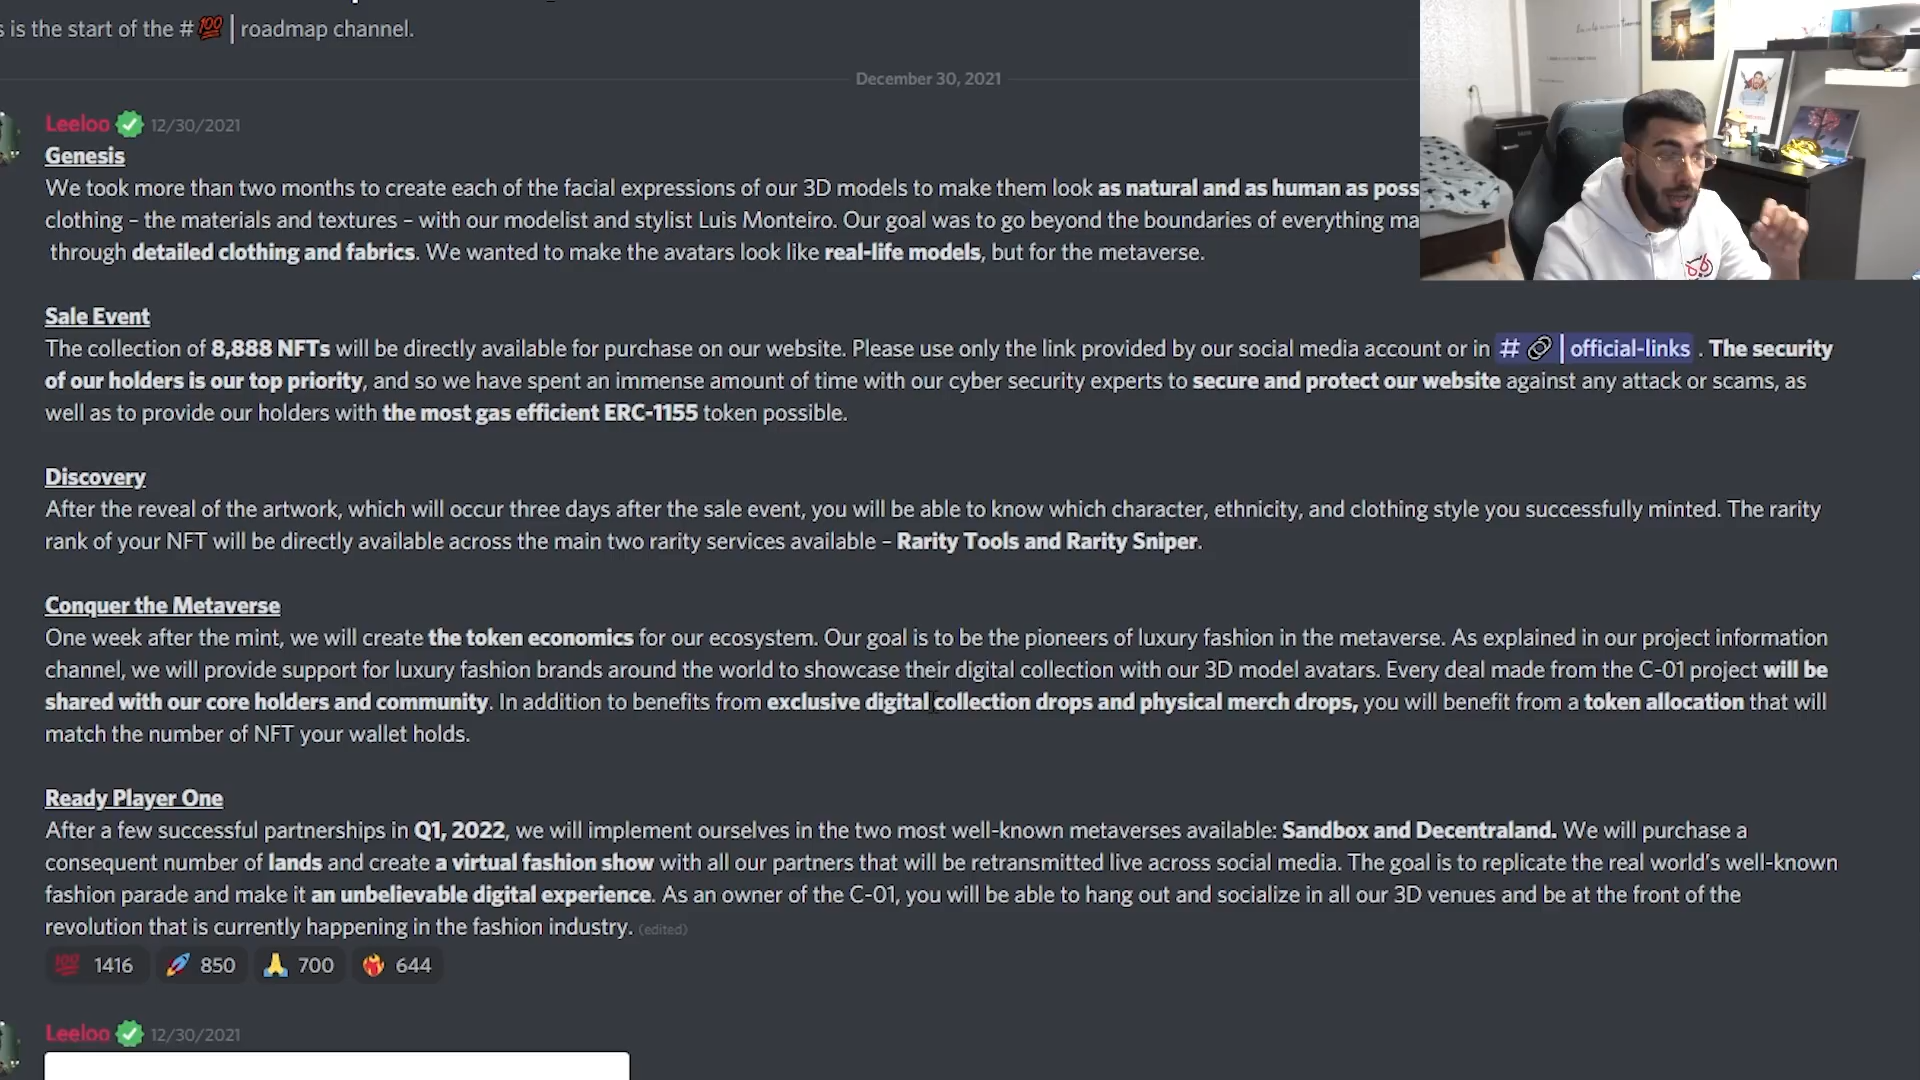 s is the start of the #💯 | roadmap channel.
December 30, 2021
Leeloo 12/30/2021
Genesis
We took more than two months to create each of the facial expressions of our 3D models to make them look as natural and as human as poss
clothing – the materials and textures – with our modelist and stylist Luis Monteiro. Our goal was to go beyond the boundaries of everything ma
through detailed clothing and fabrics. We wanted to make the avatars look like real-life models, but for the metaverse.
Sale Event
The collection of 8,888 NFTs will be directly available for purchase on our website. Please use only the link provided by our social media account or in # 🔗 | official-links . The security
of our holders is our top priority, and so we have spent an immense amount of time with our cyber security experts to secure and protect our website against any attack or scams, as
well as to provide our holders with the most gas efficient ERC-1155 token possible.
Discovery
After the reveal of the artwork, which will occur three days after the sale event, you will be able to know which character, ethnicity, and clothing style you successfully minted. The rarity
rank of your NFT will be directly available across the main two rarity services available – Rarity Tools and Rarity Sniper.
Conquer the Metaverse
One week after the mint, we will create the token economics for our ecosystem. Our goal is to be the pioneers of luxury fashion in the metaverse. As explained in our project information
channel, we will provide support for luxury fashion brands around the world to showcase their digital collection with our 3D model avatars. Every deal made from the C-01 project will be
shared with our core holders and community. In addition to benefits from exclusive digital collection drops and physical merch drops, you will benefit from a token allocation that will
match the number of NFT your wallet holds.
Ready Player One
After a few successful partnerships in Q1, 2022, we will implement ourselves in the two most well-known metaverses available: Sandbox and Decentraland. We will purchase a
consequent number of lands and create a virtual fashion show with all our partners that will be retransmitted live across social media. The goal is to replicate the real world's well-known
fashion parade and make it an unbelievable digital experience. As an owner of the C-01, you will be able to hang out and socialize in all our 3D venues and be at the front of the
revolution that is currently happening in the fashion industry. (edited)
💯 1416 🚀 850 🙏 700 ❤️‍🔥 644
Leeloo 12/30/2021